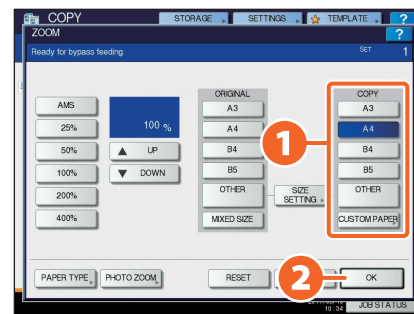 COPY
STORAGE
SETTINGS
TEMPLATE
?
ZOOM
?
Ready for bypass feeding.
SET 1
ORIGINAL
COPY
AMS
25%
50%
100%
200%
400%
100 %
UP
DOWN
A3
A4
B4
B5
OTHER
MIXED SIZE
SIZE
SETTING
A3
A4
B4
B5
OTHER
CUSTOM PAPER
1
PAPER TYPE
PHOTO ZOOM
RESET
2
OK
10:34
JOB STATUS